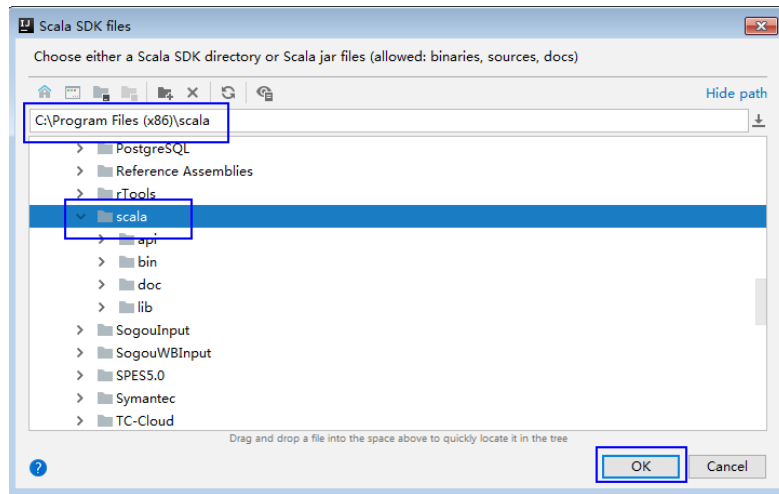 Scala SDK files
Choose either a Scala SDK directory or Scala jar files (allowed: binaries, sources, docs)
Hide path
C:\Program Files (x86)\scala
PostgreSQL
Reference Assemblies
rTools
scala
api
bin
doc
lib
SogouInput
SogouWBInput
SPES5.0
Symantec
TC-Cloud
Drag and drop a file into the space above to quickly locate it in the tree
? OK Cancel